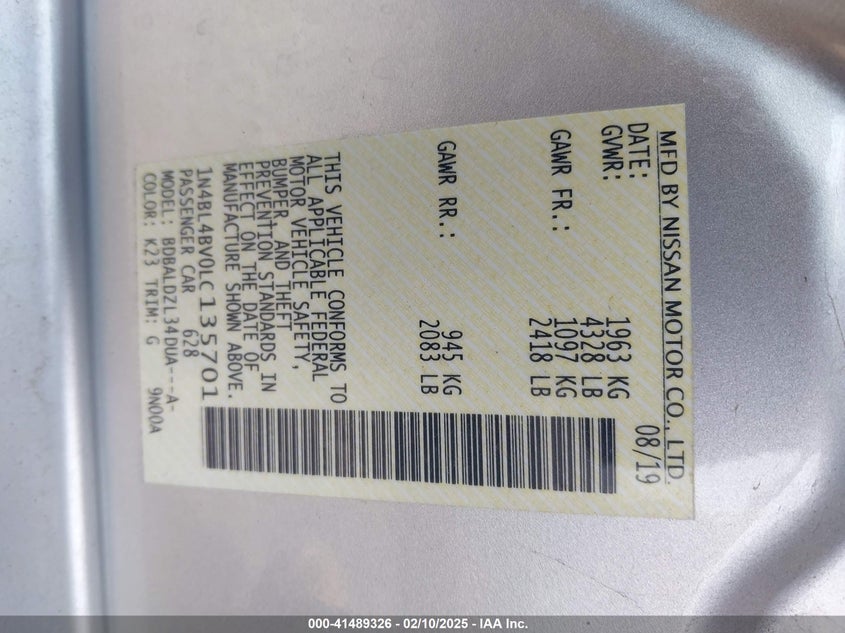 MFD BY NISSAN MOTOR CO., LTD.
DATE: 08/19
GVWR: 1963 KG
4328 LB
GAWR FR.: 1097 KG
2418 LB
GAWR RR.: 945 KG
2083 LB
THIS VEHICLE CONFORMS TO
ALL APPLICABLE FEDERAL
MOTOR VEHICLE SAFETY,
BUMPER, AND THEFT
PREVENTION STANDARDS IN
EFFECT ON THE DATE OF
MANUFACTURE SHOWN ABOVE.
1N4BL4BV0LC135701
PASSENGER CAR 628
MODEL: BDBALDZL34DUA---A-
COLOR: K23 TRIM: G 9N00A
000-41489326 - 02/10/2025 - IAA Inc.